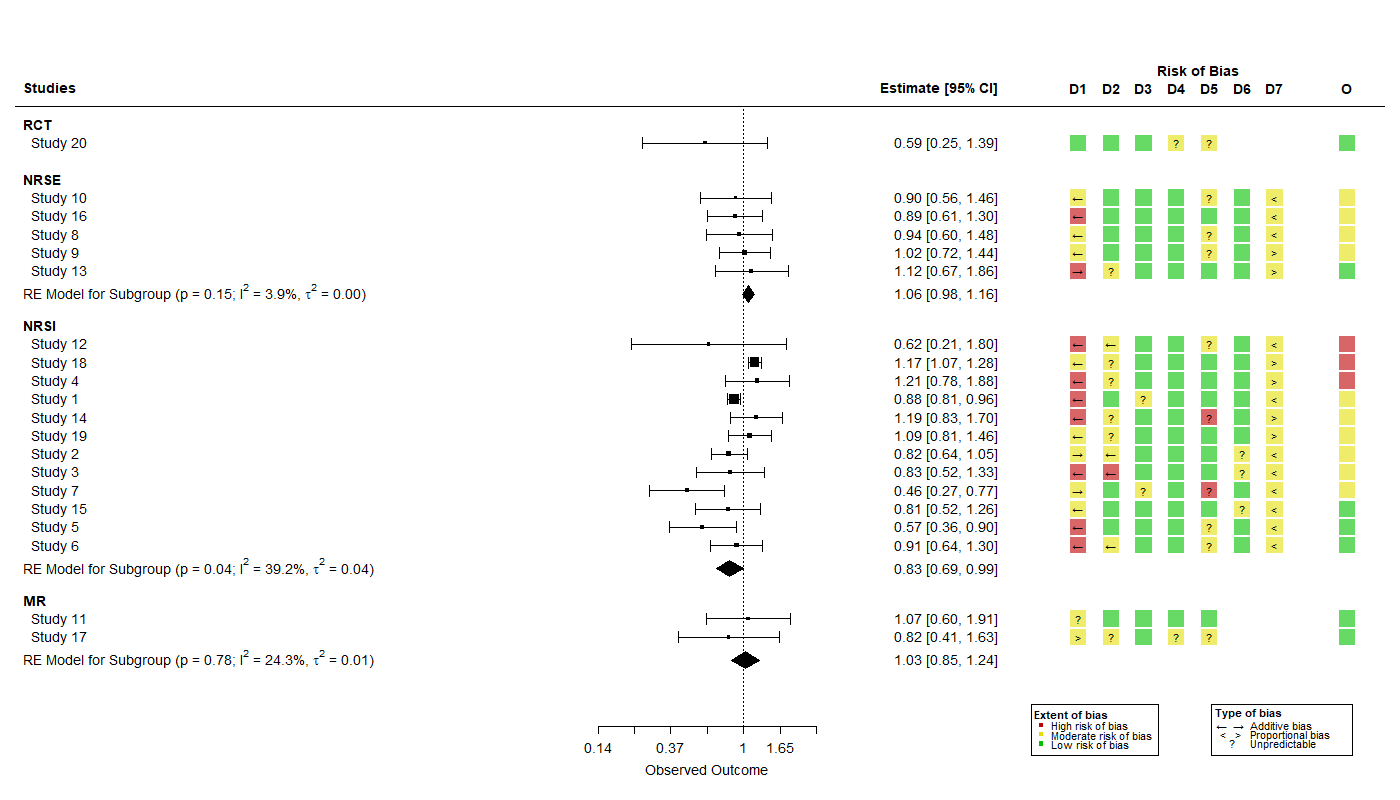 Risk of Bias
Studies Estimate [95% CI] D1 D2 D3 D4 D5 D6 D7 O
RCT
Study 20 0.59 [0.25, 1.39] ? ?
NRSE
Study 10 0.90 [0.56, 1.46] ← ? <
Study 16 0.89 [0.61, 1.30] ← <
Study 8 0.94 [0.60, 1.48] ← ? <
Study 9 1.02 [0.72, 1.44] ← ? >
Study 13 1.12 [0.67, 1.86] → ? >
RE Model for Subgroup (p = 0.15; I² = 3.9%, τ² = 0.00) 1.06 [0.98, 1.16]
NRSI
Study 12 0.62 [0.21, 1.80] ← ← ? <
Study 18 1.17 [1.07, 1.28] ← ? >
Study 4 1.21 [0.78, 1.88] ← ? >
Study 1 0.88 [0.81, 0.96] ← ? <
Study 14 1.19 [0.83, 1.70] ← ? ? >
Study 19 1.09 [0.81, 1.46] ← ? >
Study 2 0.82 [0.64, 1.05] → ← ? <
Study 3 0.83 [0.52, 1.33] ← ← ? <
Study 7 0.46 [0.27, 0.77] → ? ? <
Study 15 0.81 [0.52, 1.26] ← ? <
Study 5 0.57 [0.36, 0.90] ← ? <
Study 6 0.91 [0.64, 1.30] ← ← ? <
RE Model for Subgroup (p = 0.04; I² = 39.2%, τ² = 0.04) 0.83 [0.69, 0.99]
MR
Study 11 1.07 [0.60, 1.91] ?
Study 17 0.82 [0.41, 1.63] > ? ? ?
RE Model for Subgroup (p = 0.78; I² = 24.3%, τ² = 0.01) 1.03 [0.85, 1.24]
0.14 0.37 1 1.65
Observed Outcome
Extent of bias
High risk of bias
Moderate risk of bias
Low risk of bias
Type of bias
← → Additive bias
< > Proportional bias
? Unpredictable